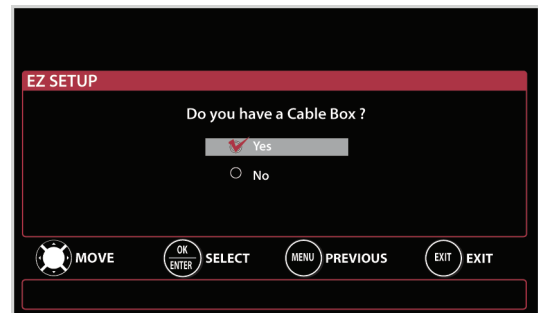 EZ SETUP
Do you have a Cable Box ?
Yes
No
MOVE OK ENTER SELECT MENU PREVIOUS EXIT EXIT